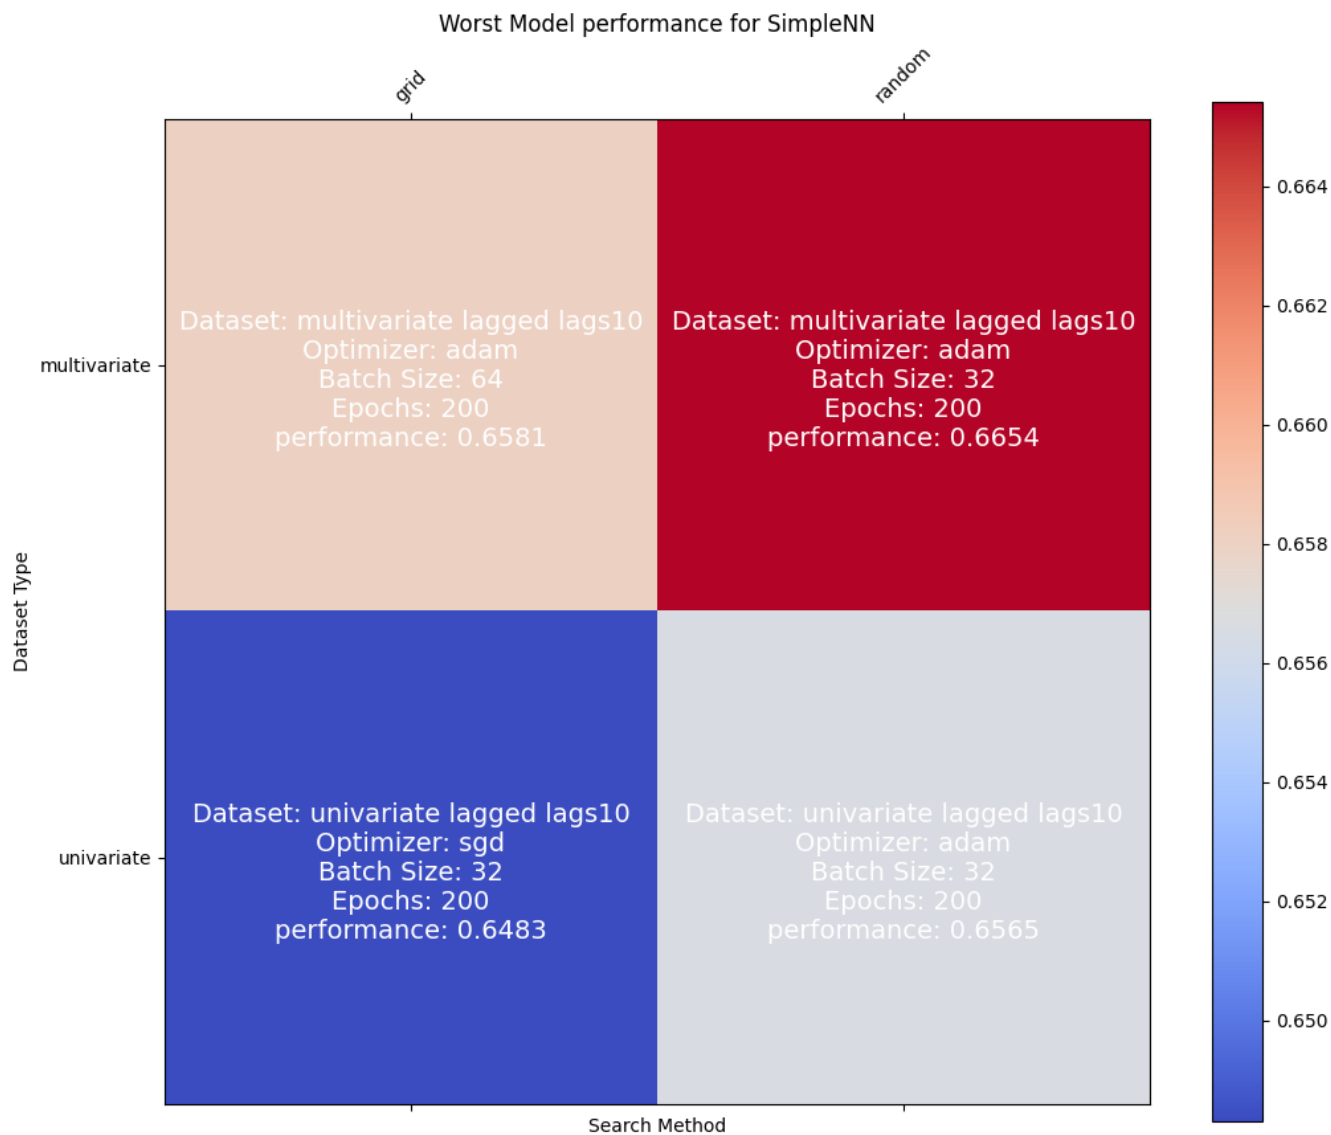 Worst Model performance for SimpleNN
grid
random
multivariate
Dataset: multivariate lagged lags10
Optimizer: adam
Batch Size: 64
Epochs: 200
performance: 0.6581
Dataset: multivariate lagged lags10
Optimizer: adam
Batch Size: 32
Epochs: 200
performance: 0.6654
Dataset Type
univariate
Dataset: univariate lagged lags10
Optimizer: sgd
Batch Size: 32
Epochs: 200
performance: 0.6483
Dataset: univariate lagged lags10
Optimizer: adam
Batch Size: 32
Epochs: 200
performance: 0.6565
Search Method
0.664
0.662
0.660
0.658
0.656
0.654
0.652
0.650